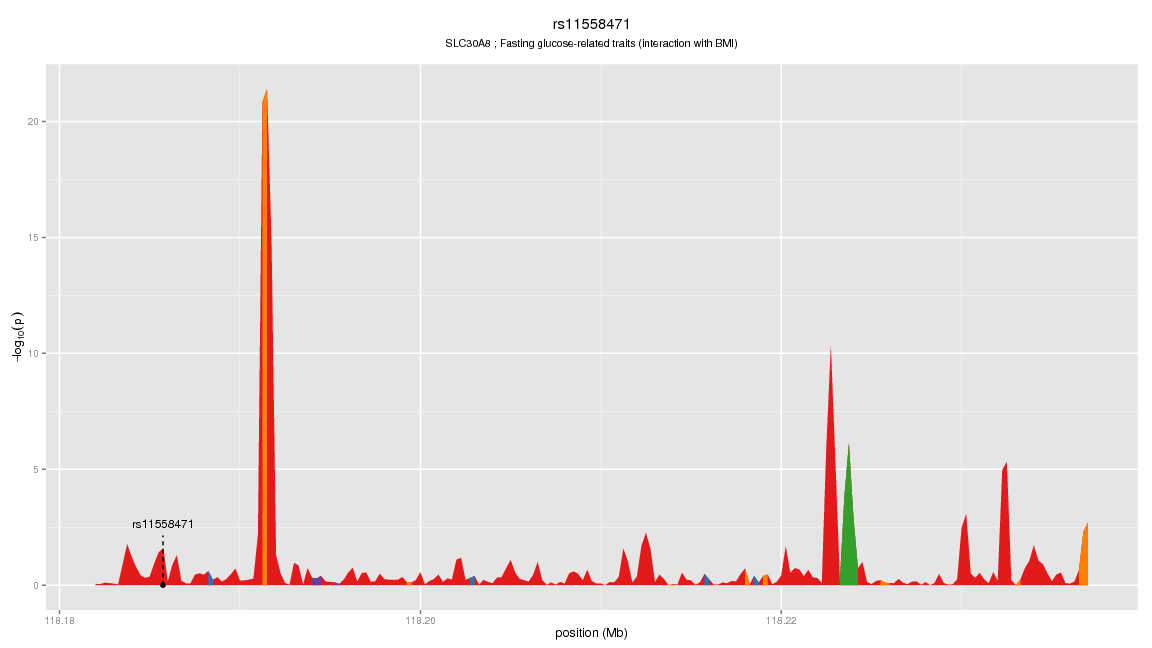 rs11558471
SLC30A8 ; Fasting glucose-related traits (interaction with BMI)
−log10(p)
20
15
10
5
0
rs11558471
118.18
118.20
118.22
position (Mb)